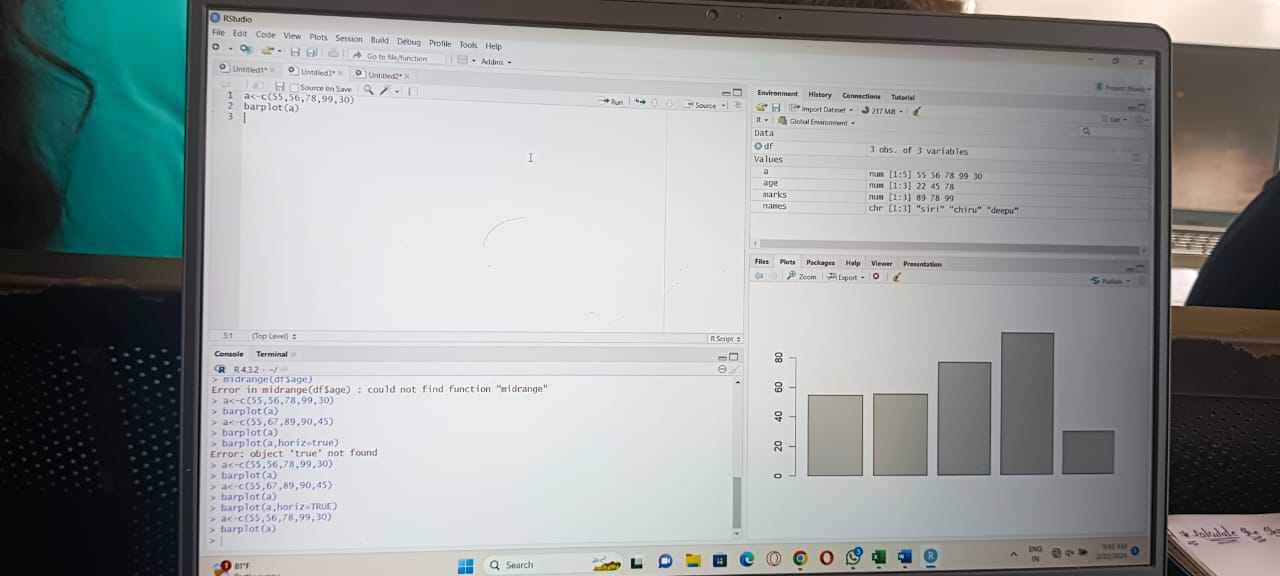 RStudio
File Edit Code View Plots Session Build Debug Profile Tools Help
Go to file/function Addins
Untitled1* Untitled3* Untitled2*
Source on Save Run Source
1 a<-c(55,56,78,99,30)
2 barplot(a)
3
(Top Level) R Script
Console Terminal
R 4.3.2 · ~/
> midrange(df$age)
Error in midrange(df$age) : could not find function "midrange"
> a<-c(55,56,78,99,30)
> barplot(a)
> a<-c(55,67,89,90,45)
> barplot(a)
> barplot(a,horiz=true)
Error: object 'true' not found
> a<-c(55,56,78,99,30)
> barplot(a)
> a<-c(55,67,89,90,45)
> barplot(a)
> barplot(a,horiz=TRUE)
> a<-c(55,56,78,99,30)
> barplot(a)
>
Environment History Connections Tutorial
Import Dataset 217 MiB
R Global Environment
Data
df 3 obs. of 3 variables
Values
a num [1:5] 55 56 78 99 30
age num [1:3] 22 45 78
marks num [1:3] 89 78 99
names chr [1:3] "siri" "chiru" "deepu"
Files Plots Packages Help Viewer Presentation
Zoom Export Publish
80
60
40
20
0
81°F
Search
ENG
IN
9:43 AM
2/22/2024